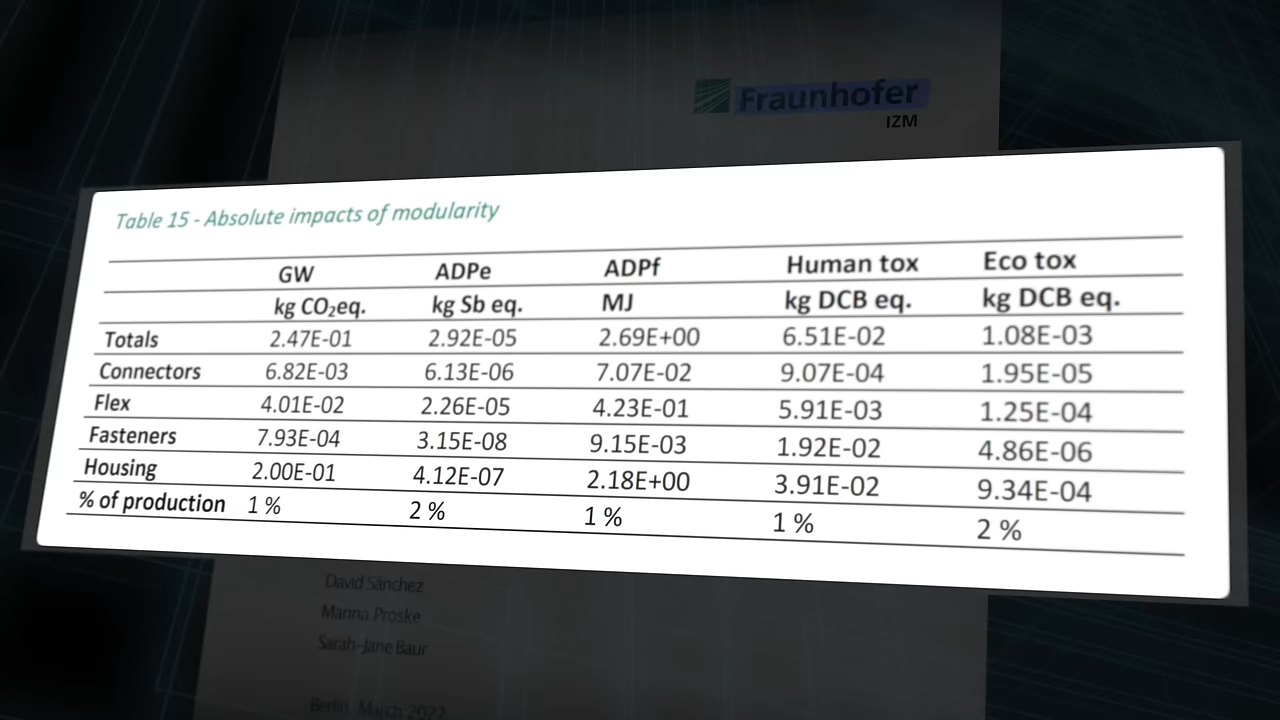 Fraunhofer
IZM
Table 15 - Absolute impacts of modularity
GW ADPe ADPf Human tox Eco tox
kg CO₂eq. kg Sb eq. MJ kg DCB eq. kg DCB eq.
Totals 2.47E-01 2.92E-05 2.69E+00 6.51E-02 1.08E-03
Connectors 6.82E-03 6.13E-06 7.07E-02 9.07E-04 1.95E-05
Flex 4.01E-02 2.26E-05 4.23E-01 5.91E-03 1.25E-04
Fasteners 7.93E-04 3.15E-08 9.15E-03 1.92E-02 4.86E-06
Housing 2.00E-01 4.12E-07 2.18E+00 3.91E-02 9.34E-04
% of production 1 % 2 % 1 % 1 % 2 %
David Sánchez
Marina Proske
Sarah-Jane Baur
Berlin, March 2022